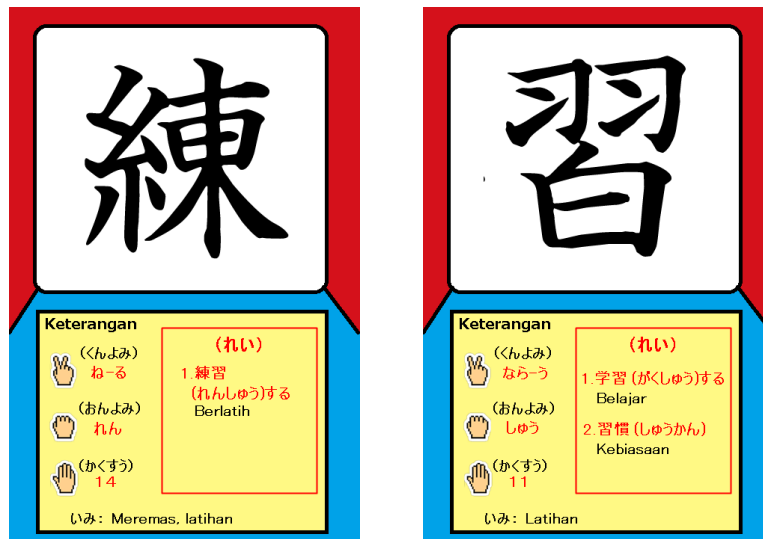 練
Keterangan
(くんよみ)
ね-る
(おんよみ)
れん
(かくすう)
14
(れい)
1.練習
(れんしゅう)する
Berlatih
いみ: Meremas, latihan
習
Keterangan
(くんよみ)
なら-う
(おんよみ)
しゅう
(かくすう)
11
(れい)
1.学習 (がくしゅう)する
Belajar
2.習慣 (しゅうかん)
Kebiasaan
いみ: Latihan